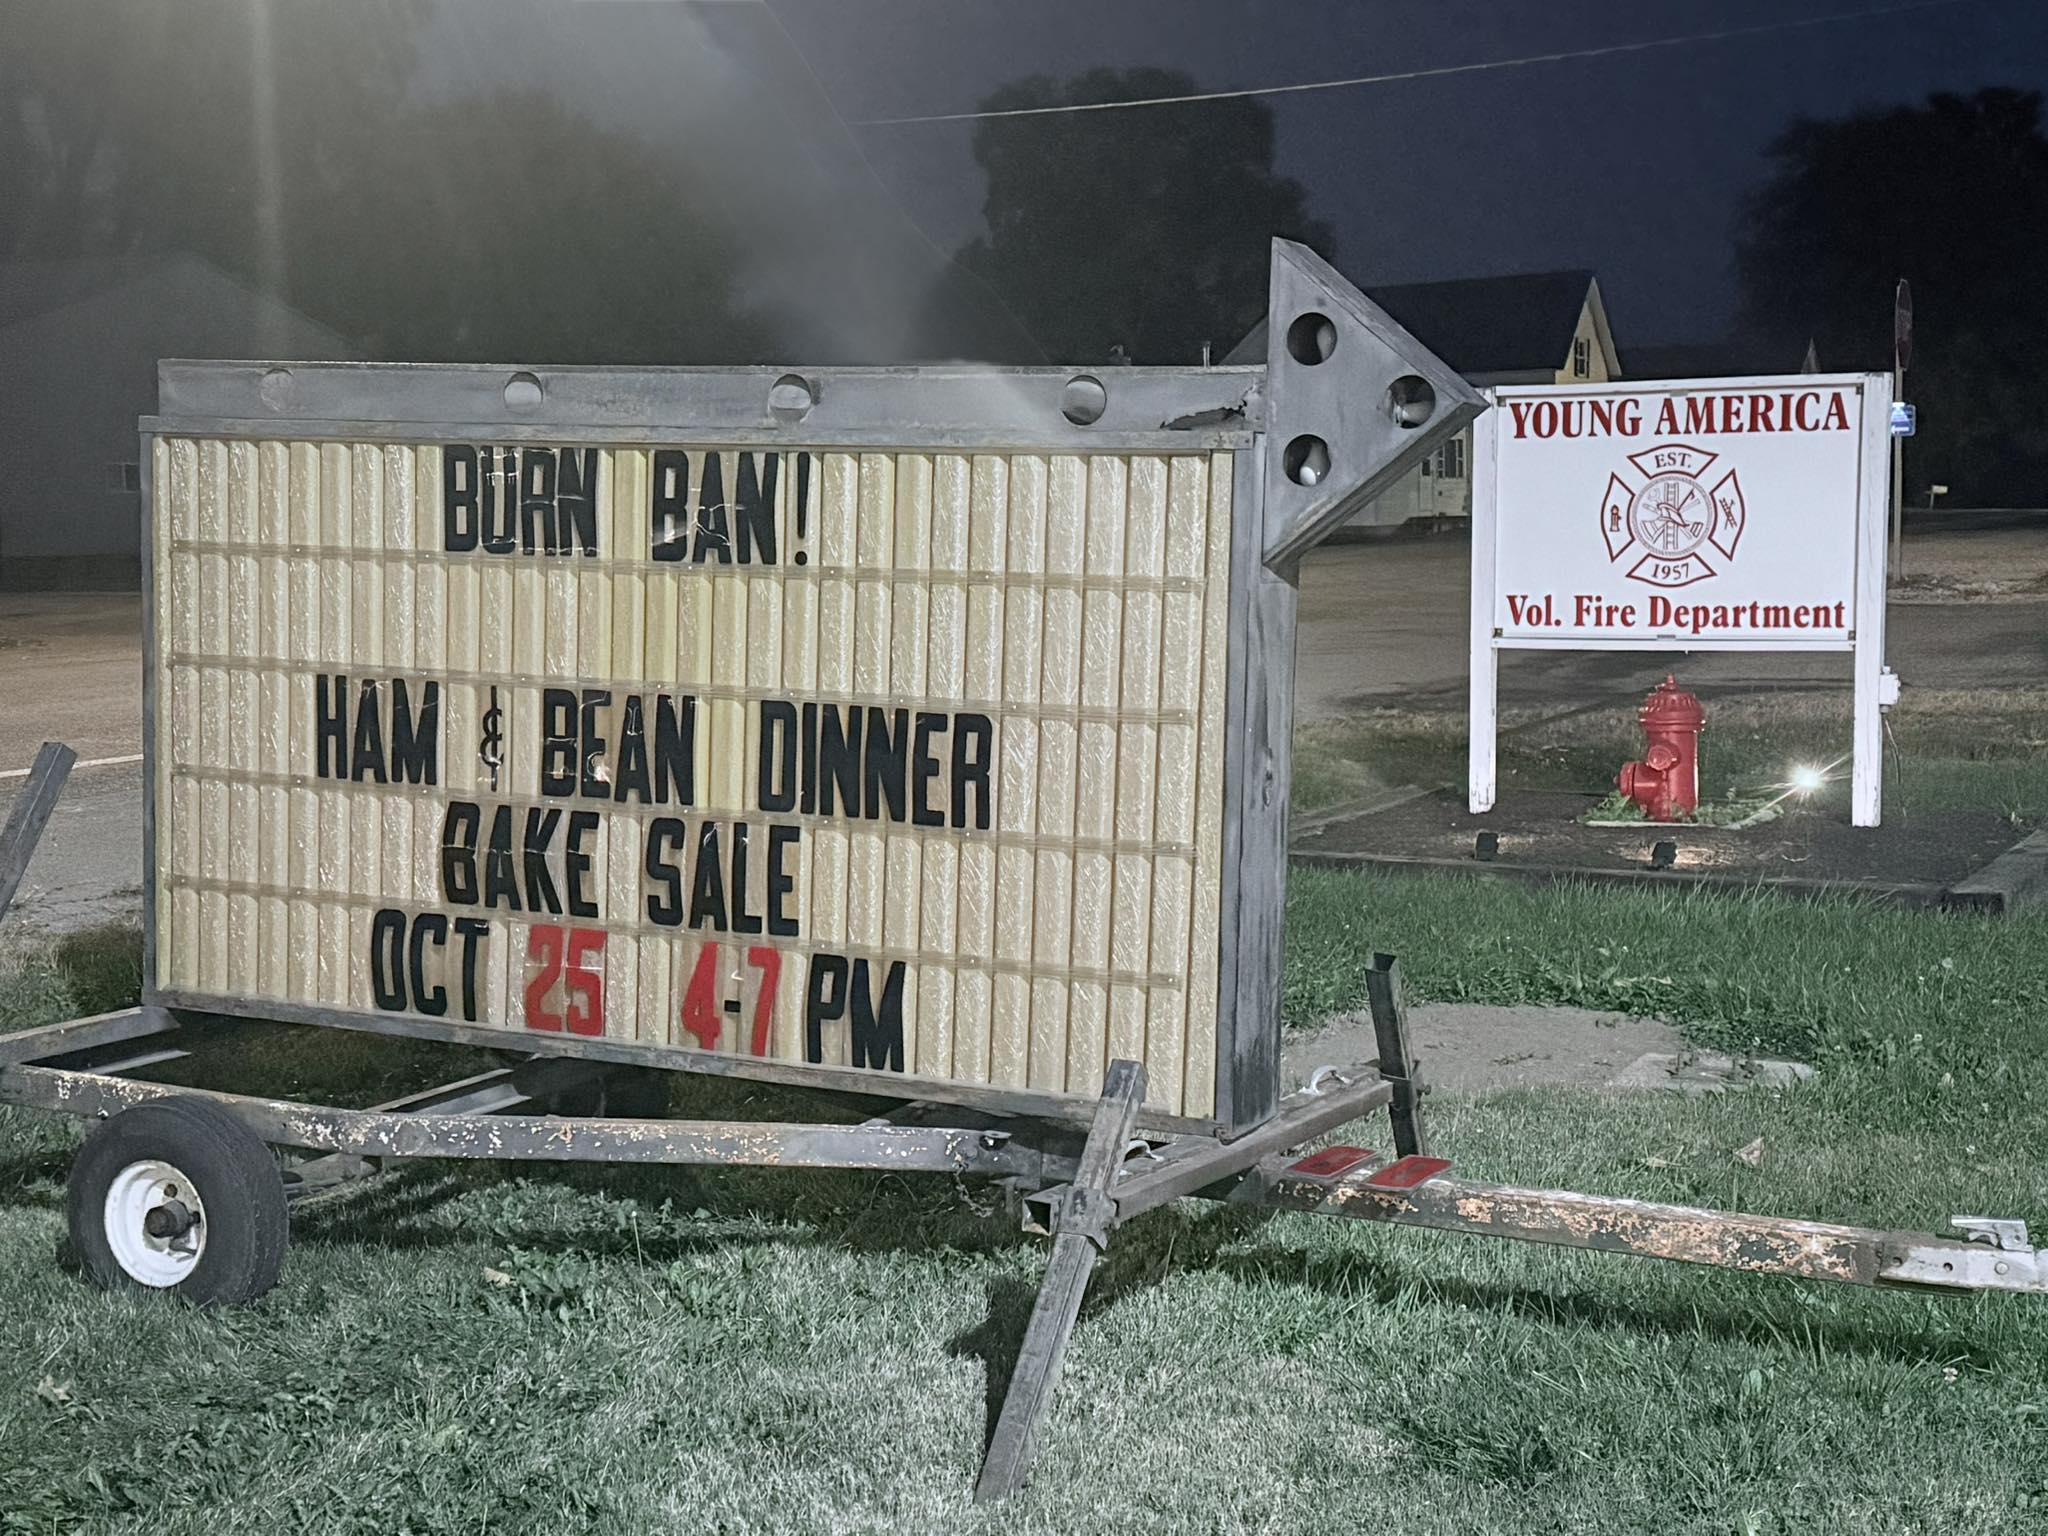 BURN BAN!
HAM & BEAN DINNER
BAKE SALE
OCT 25 4-7 PM
YOUNG AMERICA
EST.
1957
Vol. Fire Department